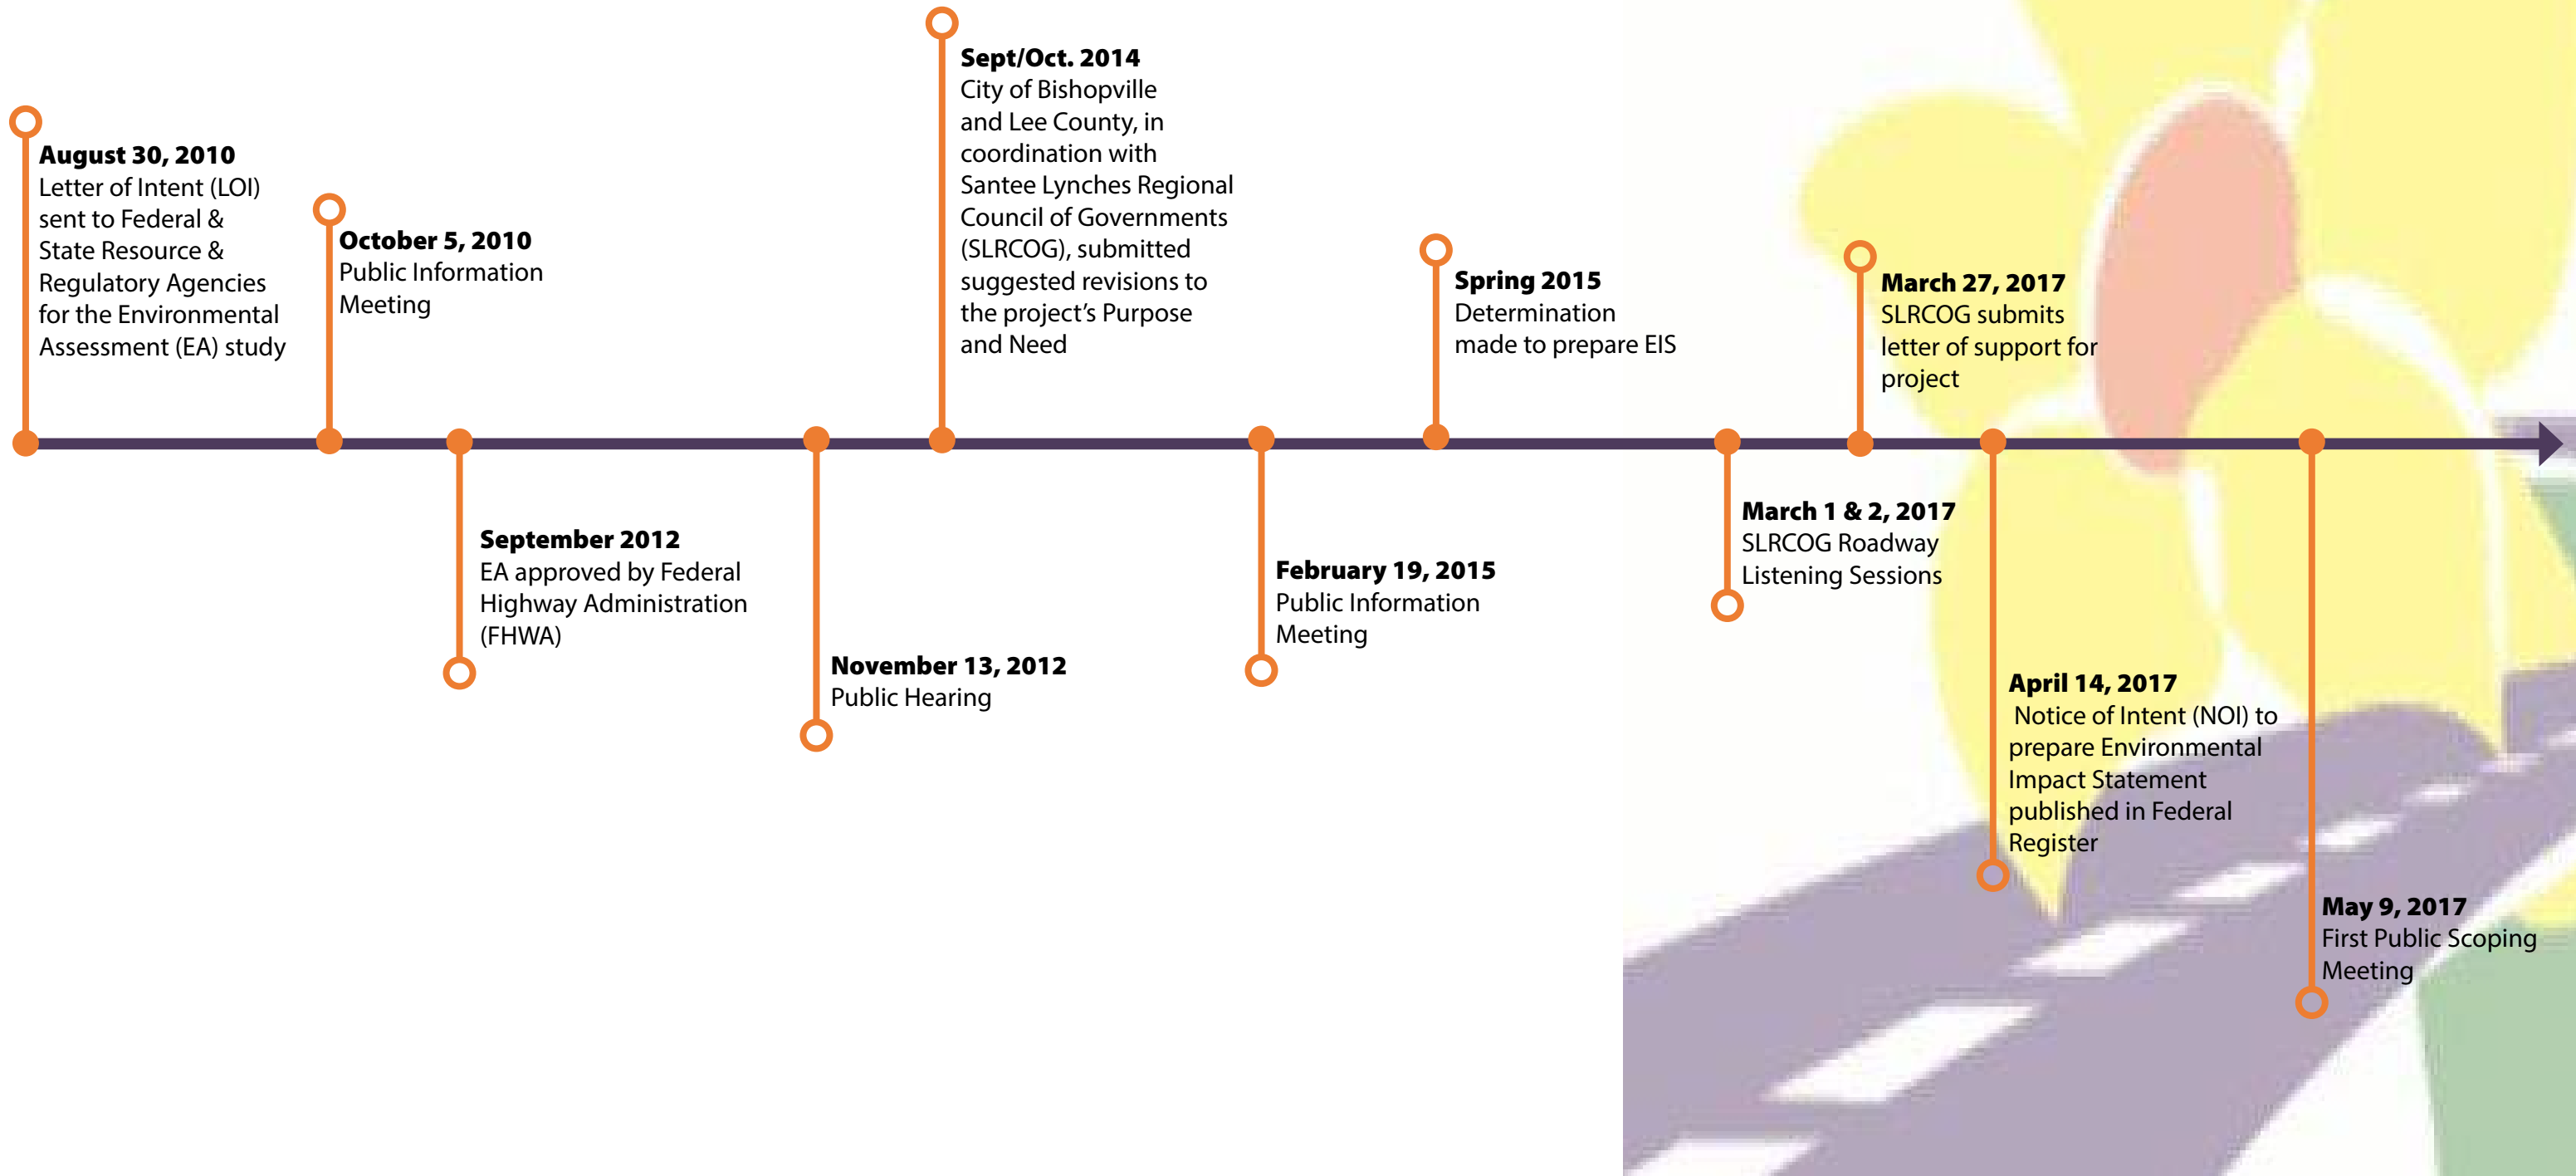 August 30, 2010
Letter of Intent (LOI)
sent to Federal &
State Resource &
Regulatory Agencies
for the Environmental
Assessment (EA) study
October 5, 2010
Public Information
Meeting
September 2012
EA approved by Federal
Highway Administration
(FHWA)
November 13, 2012
Public Hearing
Sept/Oct. 2014
City of Bishopville
and Lee County, in
coordination with
Santee Lynches Regional
Council of Governments
(SLRCOG), submitted
suggested revisions to
the project’s Purpose
and Need
February 19, 2015
Public Information
Meeting
Spring 2015
Determination
made to prepare EIS
March 1 & 2, 2017
SLRCOG Roadway
Listening Sessions
March 27, 2017
SLRCOG submits
letter of support for
project
April 14, 2017
Notice of Intent (NOI) to
prepare Environmental
Impact Statement
published in Federal
Register
May 9, 2017
First Public Scoping
Meeting